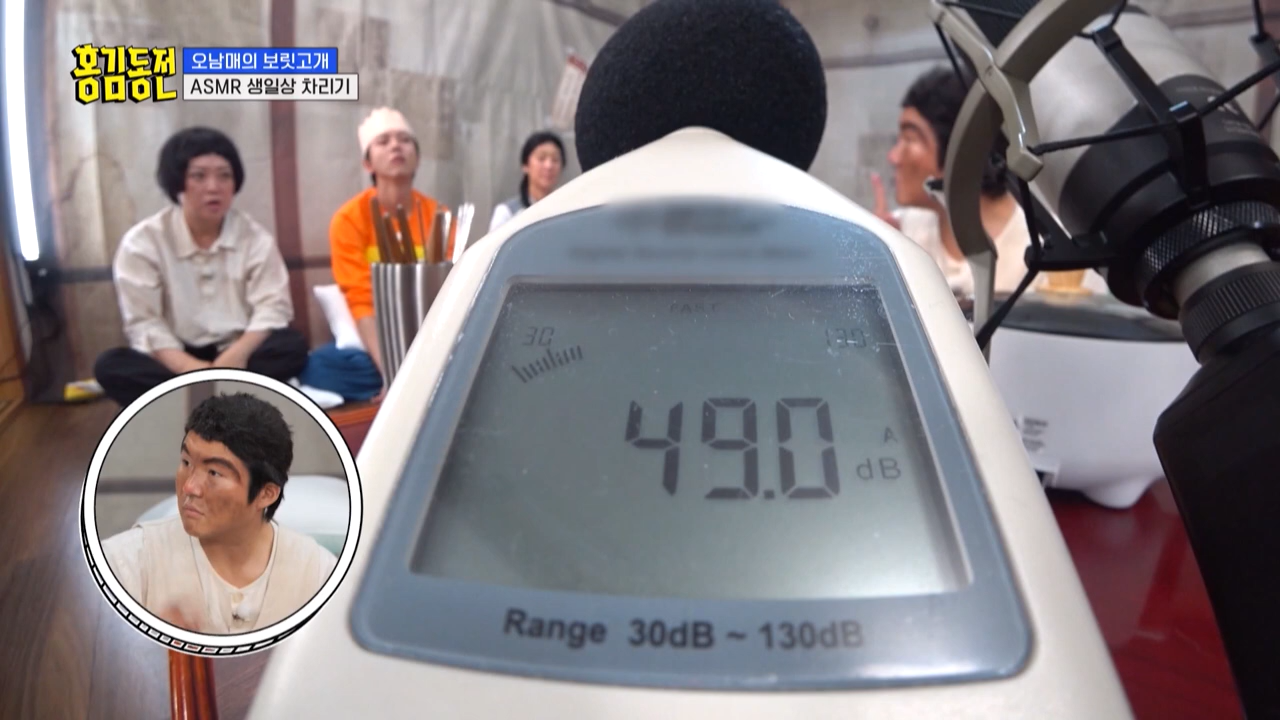 홍김동전
오남매의 보릿고개
ASMR 생일상 차리기
FAST
30
130
49.0
A
dB
Range 30dB ~ 130dB